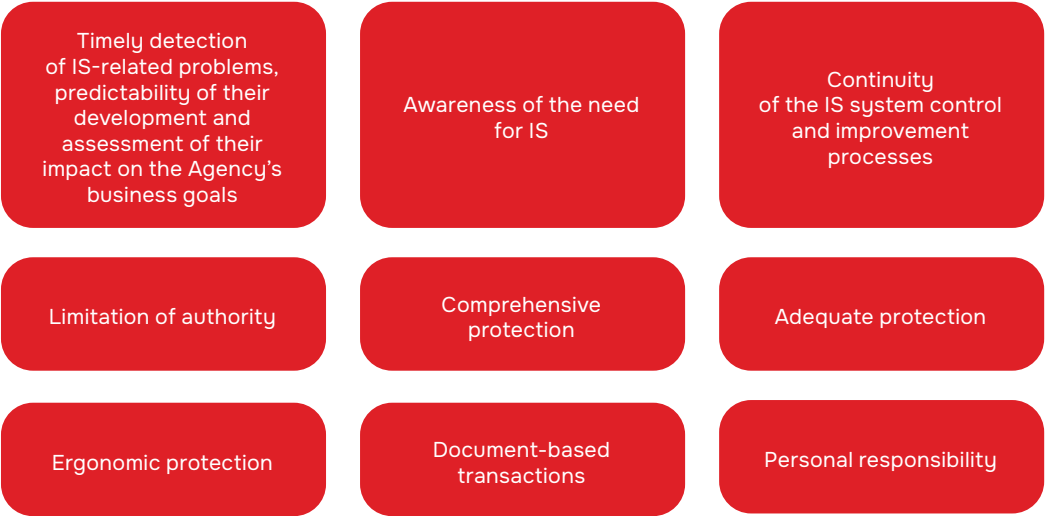 Timely detection
of IS-related problems,
predictability of their
development and
assessment of their
impact on the Agency’s
business goals
Awareness of the need
for IS
Continuity
of the IS system control
and improvement
processes
Limitation of authority
Comprehensive
protection
Adequate protection
Ergonomic protection
Document-based
transactions
Personal responsibility